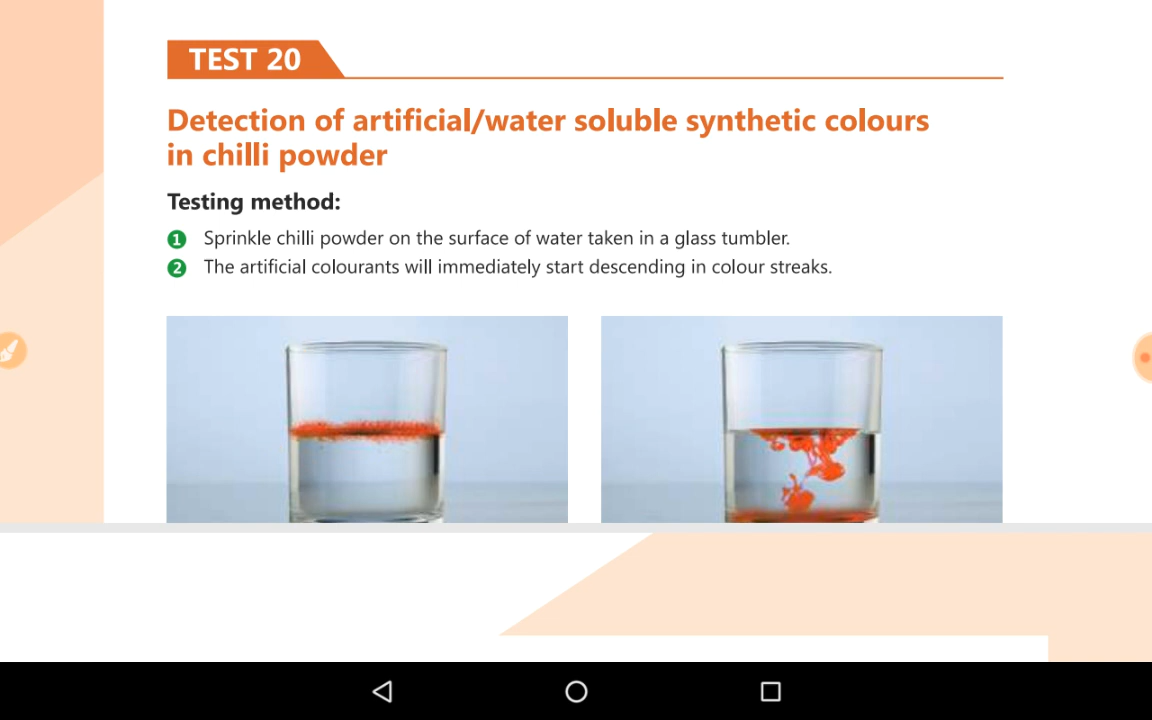 TEST 20
Detection of artificial/water soluble synthetic colours
in chilli powder
Testing method:
1 Sprinkle chilli powder on the surface of water taken in a glass tumbler.
2 The artificial colourants will immediately start descending in colour streaks.